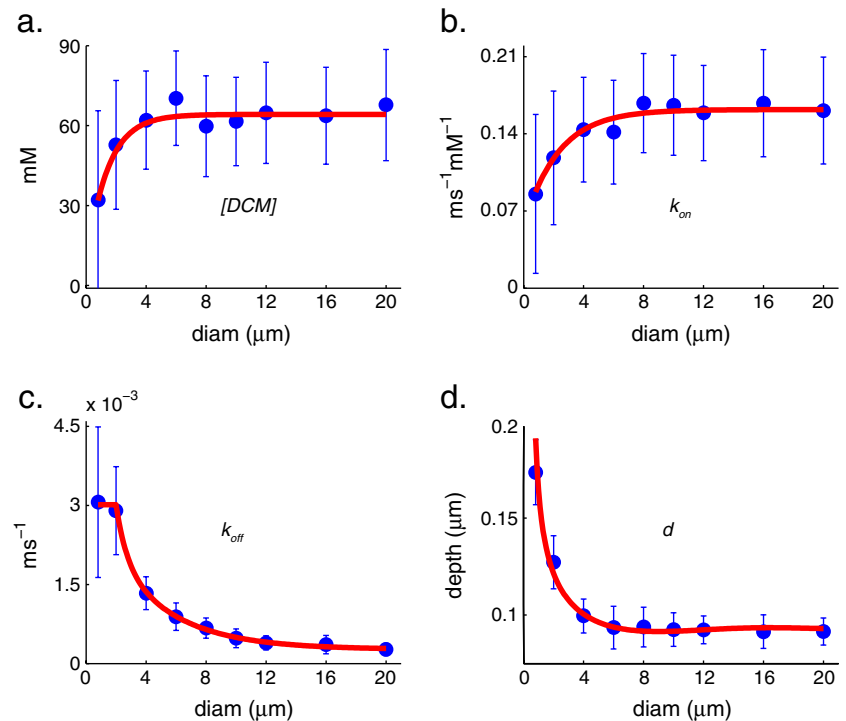 a.
90
60
30
0
mM
[DCM]
0 4 8 12 16 20
diam (μm)
b.
0.21
0.14
0.07
0
ms⁻¹mM⁻¹
k_on
0 4 8 12 16 20
diam (μm)
c.
x 10⁻³
4.5
3
1.5
0
ms⁻¹
k_off
0 4 8 12 16 20
diam (μm)
d.
0.2
0.15
0.1
depth (μm)
d
0 4 8 12 16 20
diam (μm)